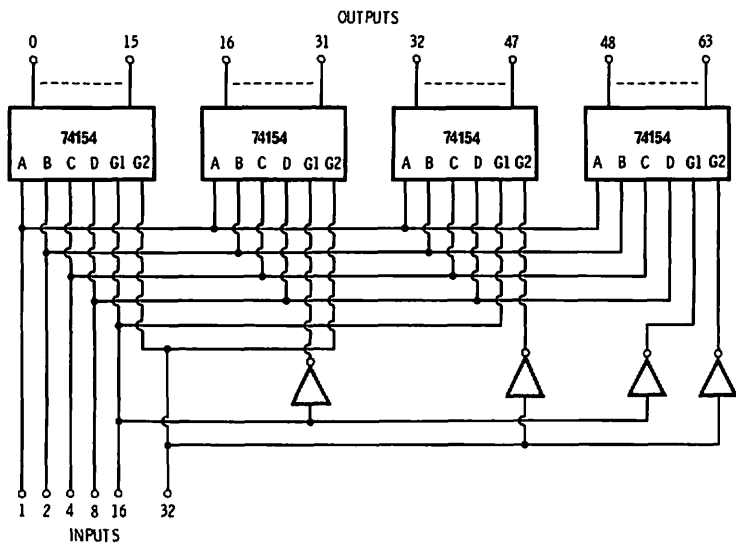 OUTPUTS
0 15 16 31 32 47 48 63
74154 74154 74154 74154
A B C D G1 G2 A B C D G1 G2 A B C D G1 G2 A B C D G1 G2
1 2 4 8 16 32
INPUTS